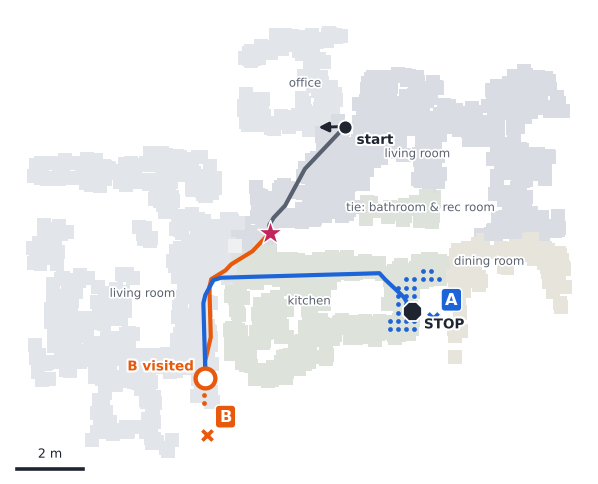 office
start
living room
tie: bathroom & rec room
dining room
living room
kitchen
A
STOP
B visited
B
2 m